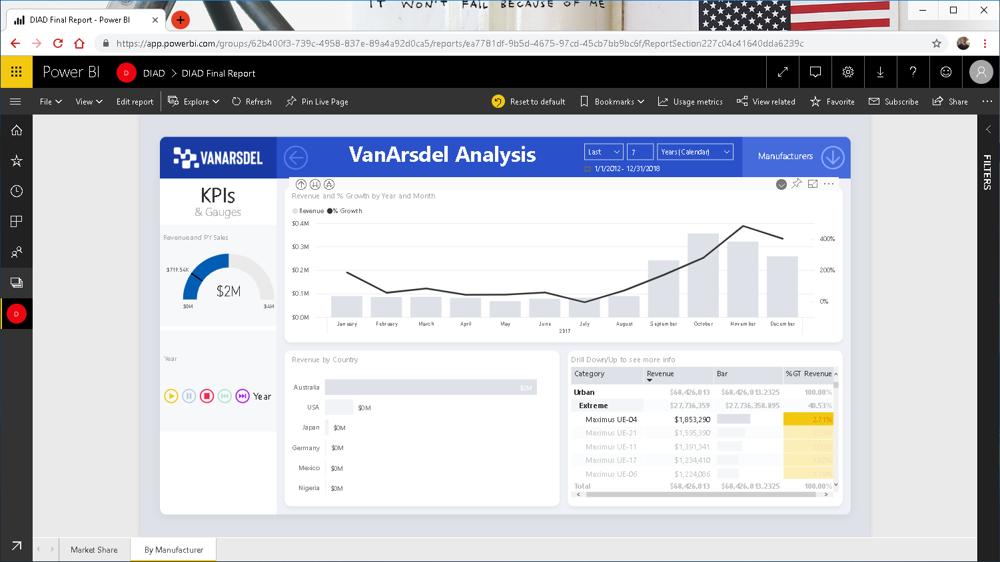 IT WON'T FAIL BECAUSE OF ME
DIAD Final Report - Power BI
https://app.powerbi.com/groups/62b400f3-739c-4958-837e-89a4a92d0ca5/reports/ea7781df-9b5d-4675-97cd-45cb7bb9bc6f/ReportSection227c04c41640dda6239c
Power BI D DIAD > DIAD Final Report ?
File View Edit report Explore Refresh Pin Live Page Reset to default Bookmarks Usage metrics View related Favorite Subscribe Share ...
VANARSDEL
VanArsdel Analysis
Last 7 Years (Calendar)
1/1/2012 - 12/31/2018
Manufacturers
FILTERS
KPIs
& Gauges
Revenue and PY Sales
$719.54K
$2M
$0M $4M
Year
Year
D
Revenue and % Growth by Year and Month
Revenue % Growth
$0.4M
$0.3M
$0.2M
$0.1M
$0.0M
400%
200%
0%
January February March April May June July August September October November December
2017
Revenue by Country
Australia $2M
USA $0M
Japan $0M
Germany $0M
Mexico $0M
Nigeria $0M
Drill Down/Up to see more info
Category Revenue Bar %GT Revenue
Urban $68,426,013 $68,426,013.2325 100.00%
Extreme $27,736,359 $27,736,358.895 40.53%
Maximus UE-04 $1,853,290 2.71%
Maximus UE-21 $1,595,390 2.33%
Maximus UE-11 $1,391,341 2.03%
Maximus UE-17 $1,234,410 1.80%
Maximus UE-06 $1,224,086 1.79%
Total $68,426,013 $68,426,013.2325 100.00%
Market Share By Manufacturer